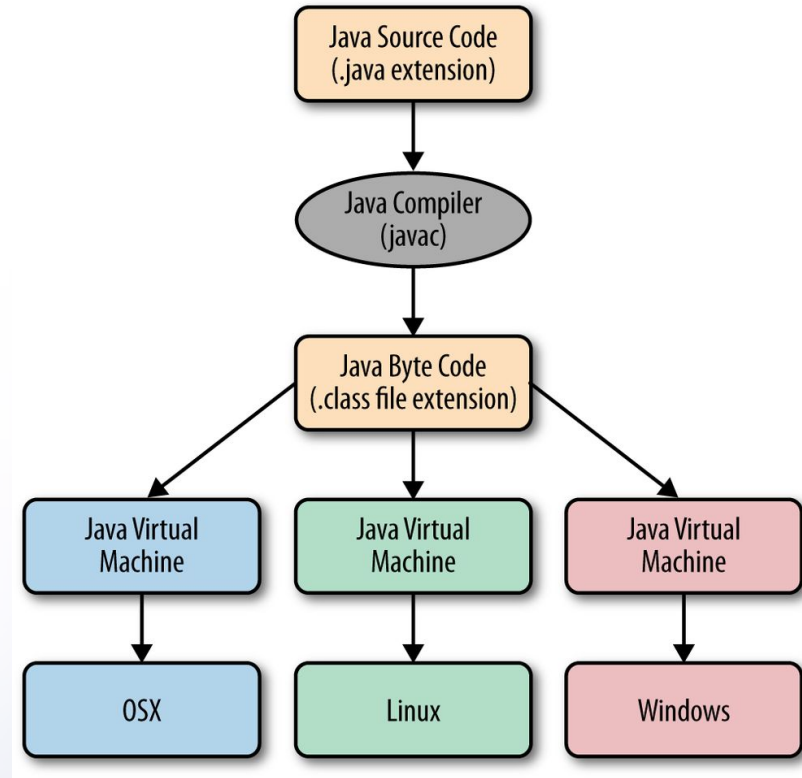 Java Source Code
(.java extension)
Java Compiler
(javac)
Java Byte Code
(.class file extension)
Java Virtual
Machine
Java Virtual
Machine
Java Virtual
Machine
OSX
Linux
Windows